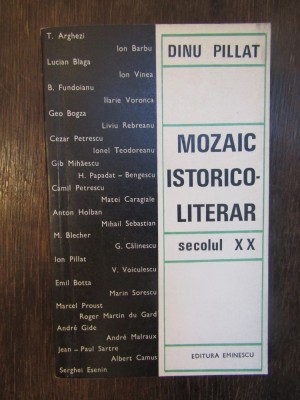 T. Arghezi
Ion Barbu
Lucian Blaga
Ion Vinea
B. Fundoianu
Ilarie Voronca
Geo Bogza
Liviu Rebreanu
Cezar Petrescu
Ionel Teodoreanu
Gib Mihăescu
H. Papadat - Bengescu
Camil Petrescu
Matei Caragiale
Anton Holban
Mihail Sebastian
M. Blecher
G. Călinescu
Ion Pillat
V. Voiculescu
Emil Botta
Marin Sorescu
Marcel Proust
Roger Martin du Gard
André Gide
André Malraux
Jean - Paul Sartre
Albert Camus
Serghei Esenin
DINU PILLAT
MOZAIC
ISTORICO-
LITERAR
secolul XX
EDITURA EMINESCU